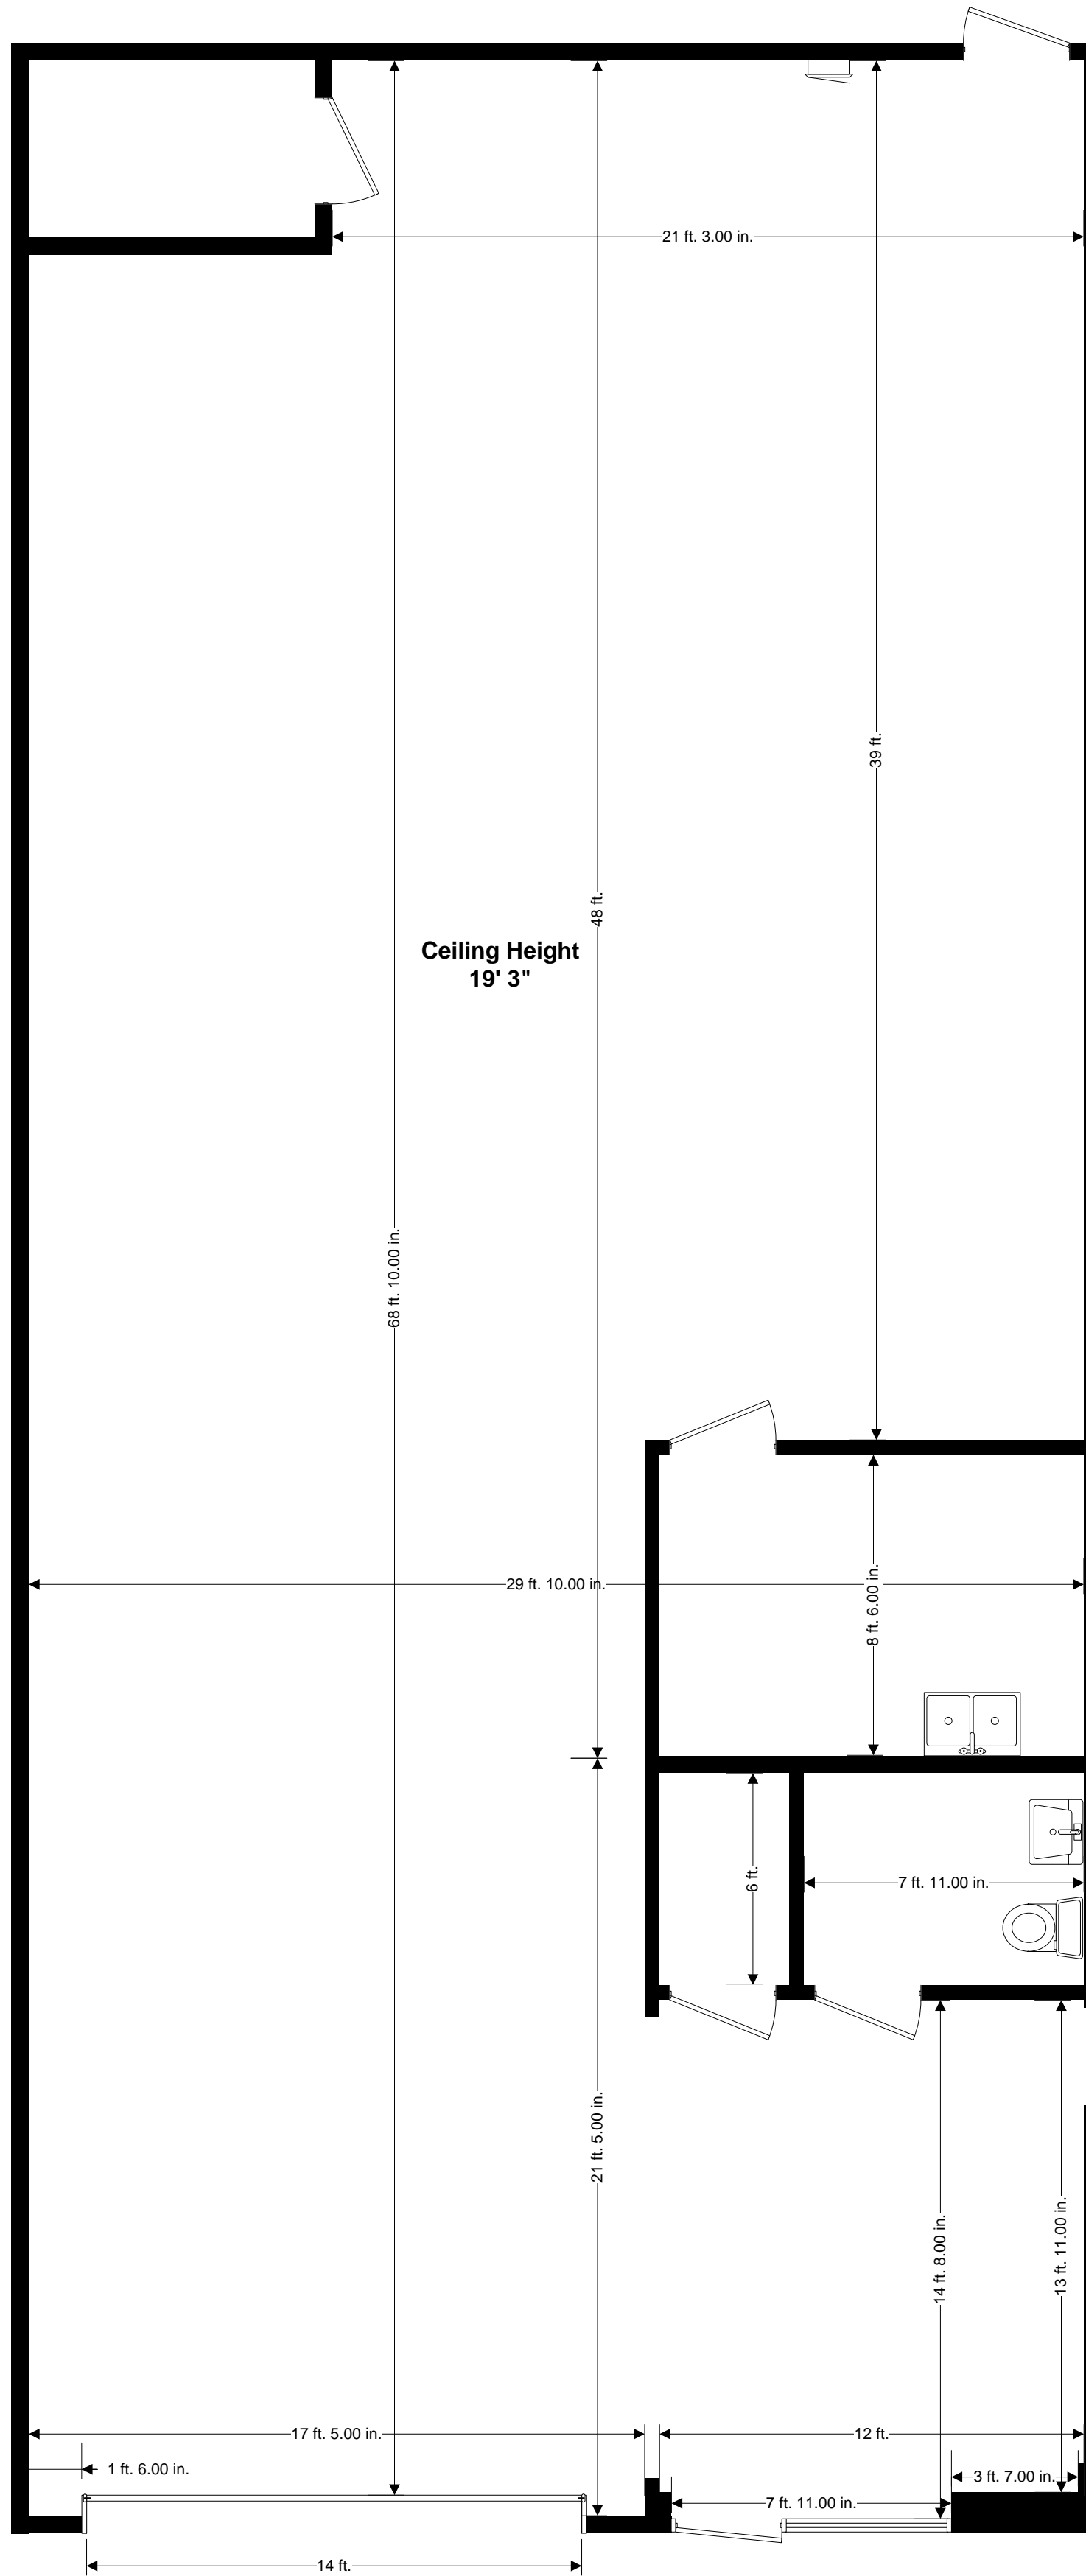 21 ft. 3.00 in.
39 ft.
48 ft.
Ceiling Height
19' 3"
68 ft. 10.00 in.
29 ft. 10.00 in.
8 ft. 6.00 in.
6 ft.
7 ft. 11.00 in.
21 ft. 5.00 in.
14 ft. 8.00 in.
13 ft. 11.00 in.
17 ft. 5.00 in.
12 ft.
1 ft. 6.00 in.
3 ft. 7.00 in.
7 ft. 11.00 in.
14 ft.